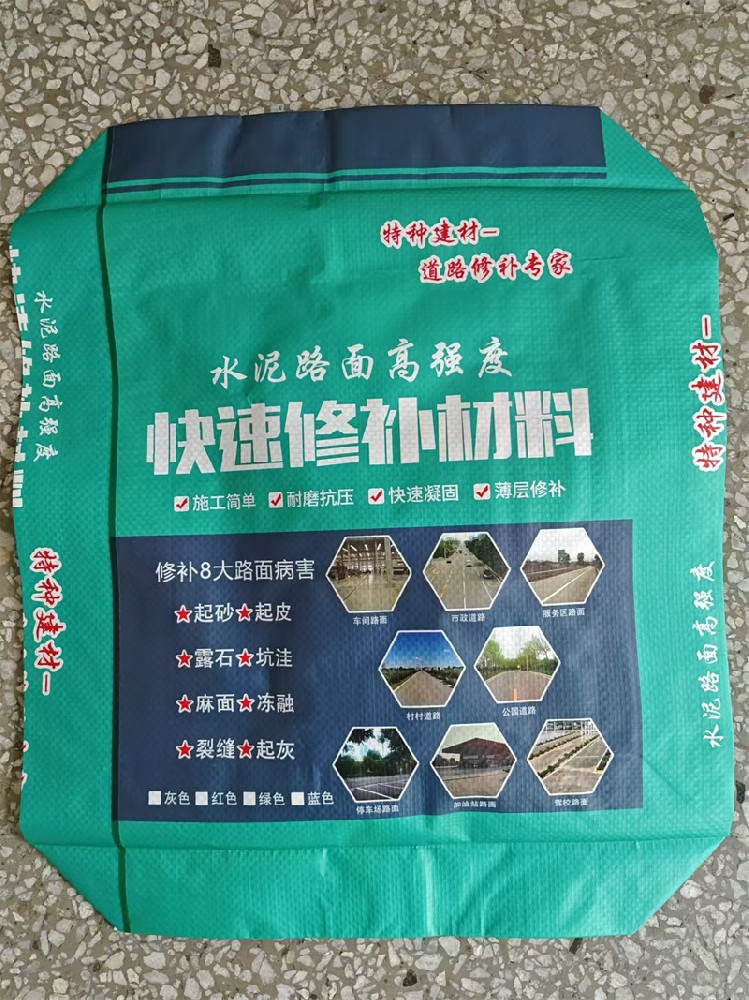 特种建材—
道路修补专家
水泥路面高强度
快速修补材料
施工简单 耐磨抗压 快速凝固 薄层修补
修补8大路面病害
起砂 起皮
露石 坑洼
麻面 冻融
裂缝 起灰
灰色 红色 绿色 蓝色
车间路面 市政道路 服务区路面
村村道路 公园道路
停车场路面 加油站路面 驾校路面
水泥路面高强度
特种建材—
特种建材—
水泥路面高强度